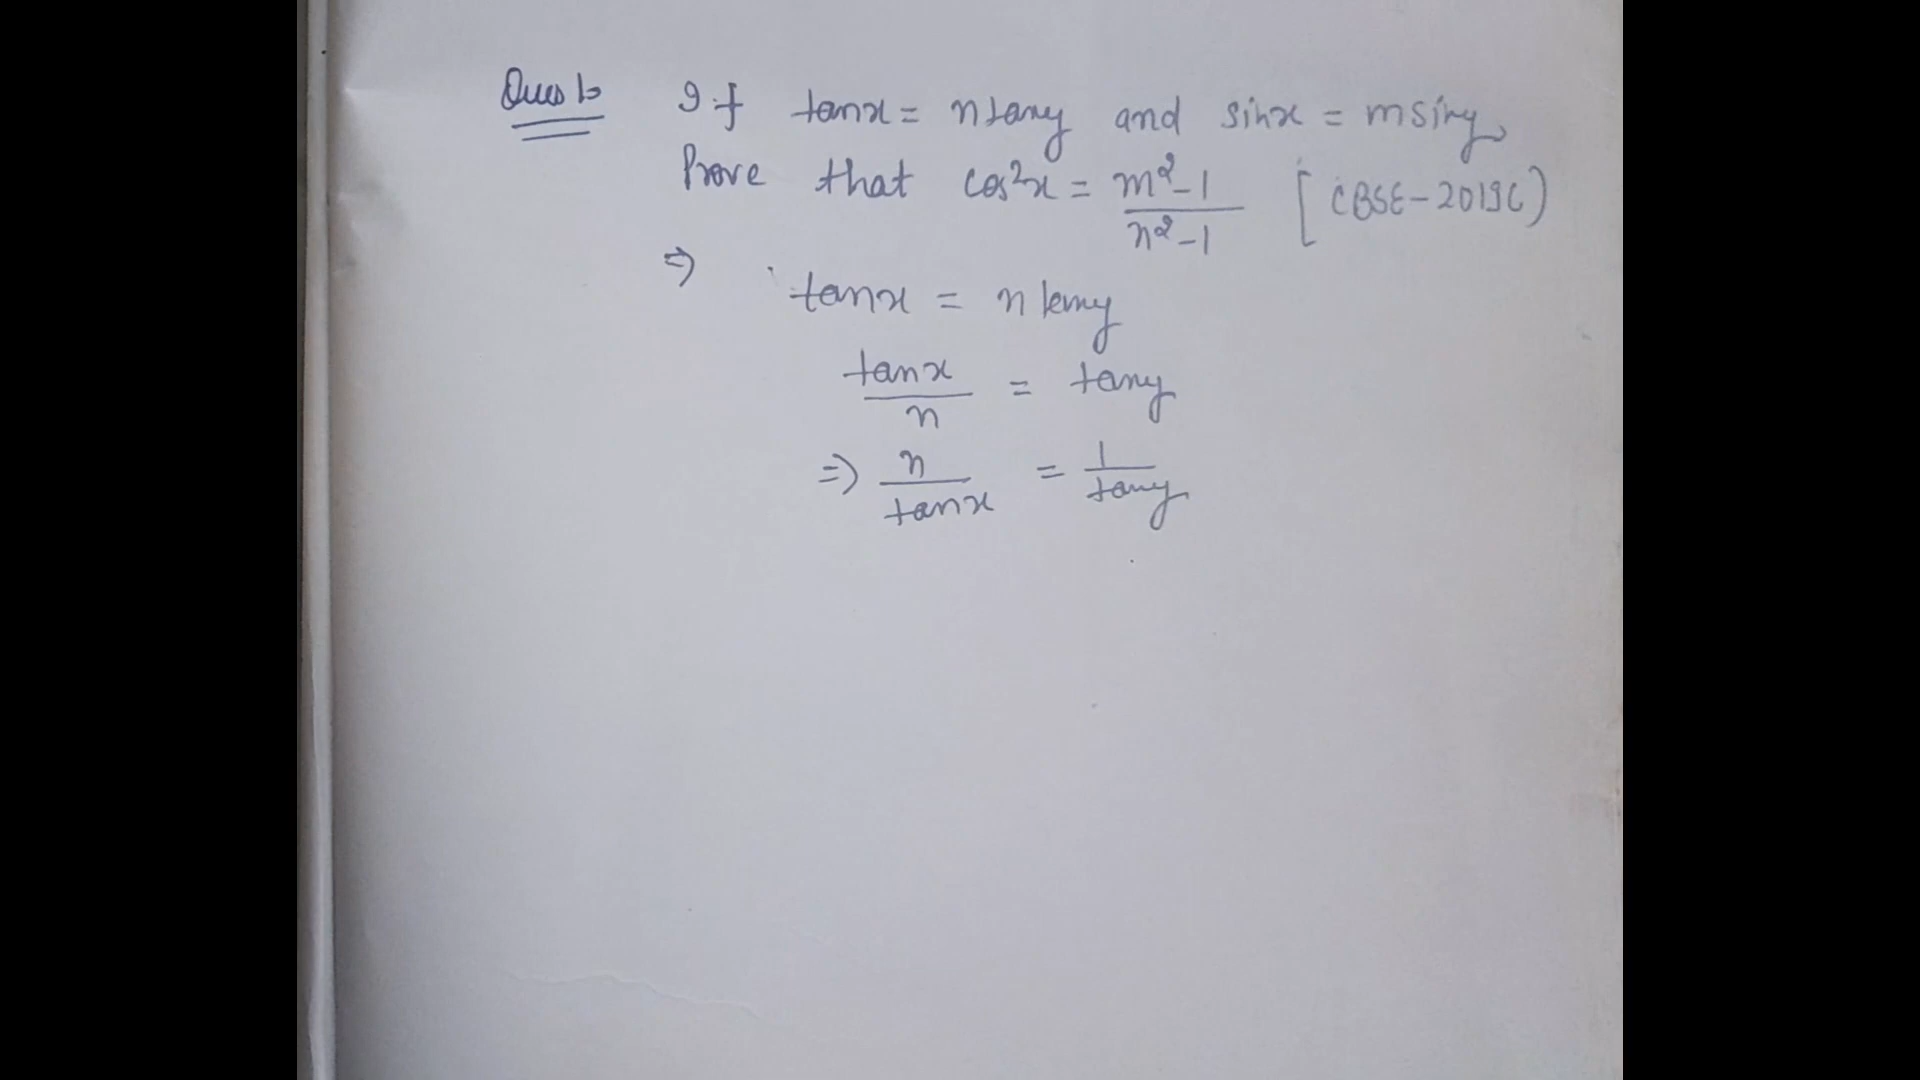 Ques 1. If tanx = n tany and sinx = m siny,
Prove that cos²x = m²-1 / n²-1 [CBSE-2019C)
⇒ tanx = n tany
tanx / n = tany
⇒ n / tanx = 1 / tany